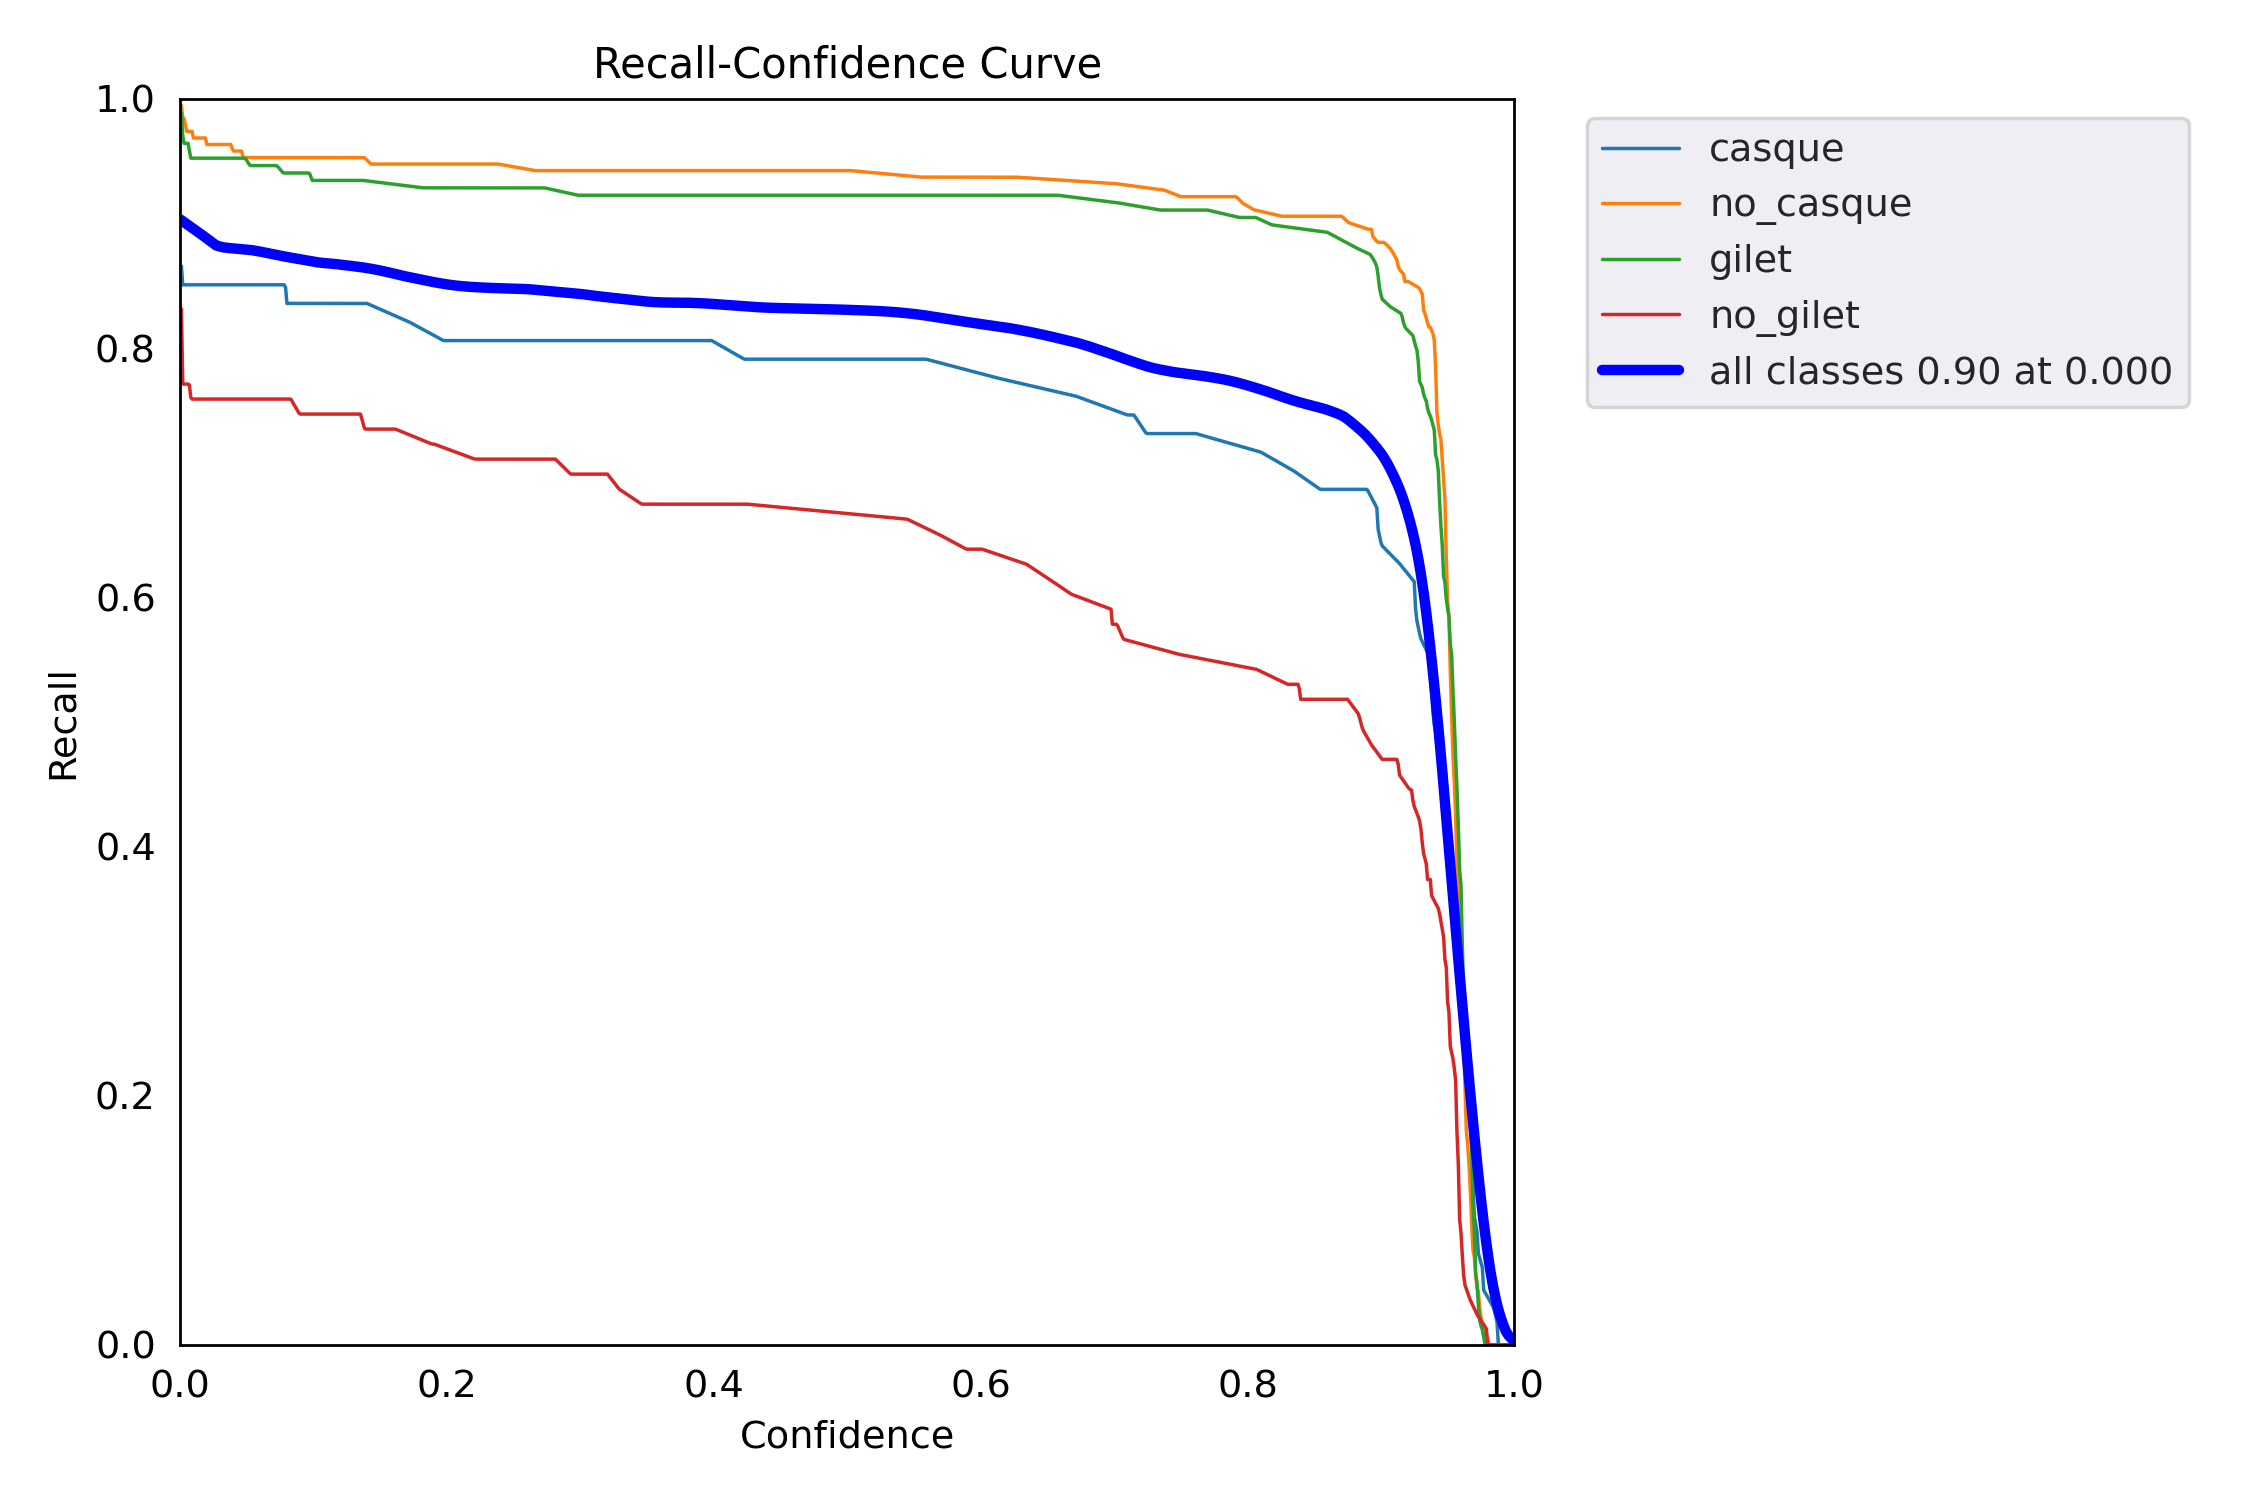 Recall-Confidence Curve
1.0
0.8
0.6
0.4
0.2
0.0
Recall
0.0 0.2 0.4 0.6 0.8 1.0
Confidence
casque
no_casque
gilet
no_gilet
all classes 0.90 at 0.000